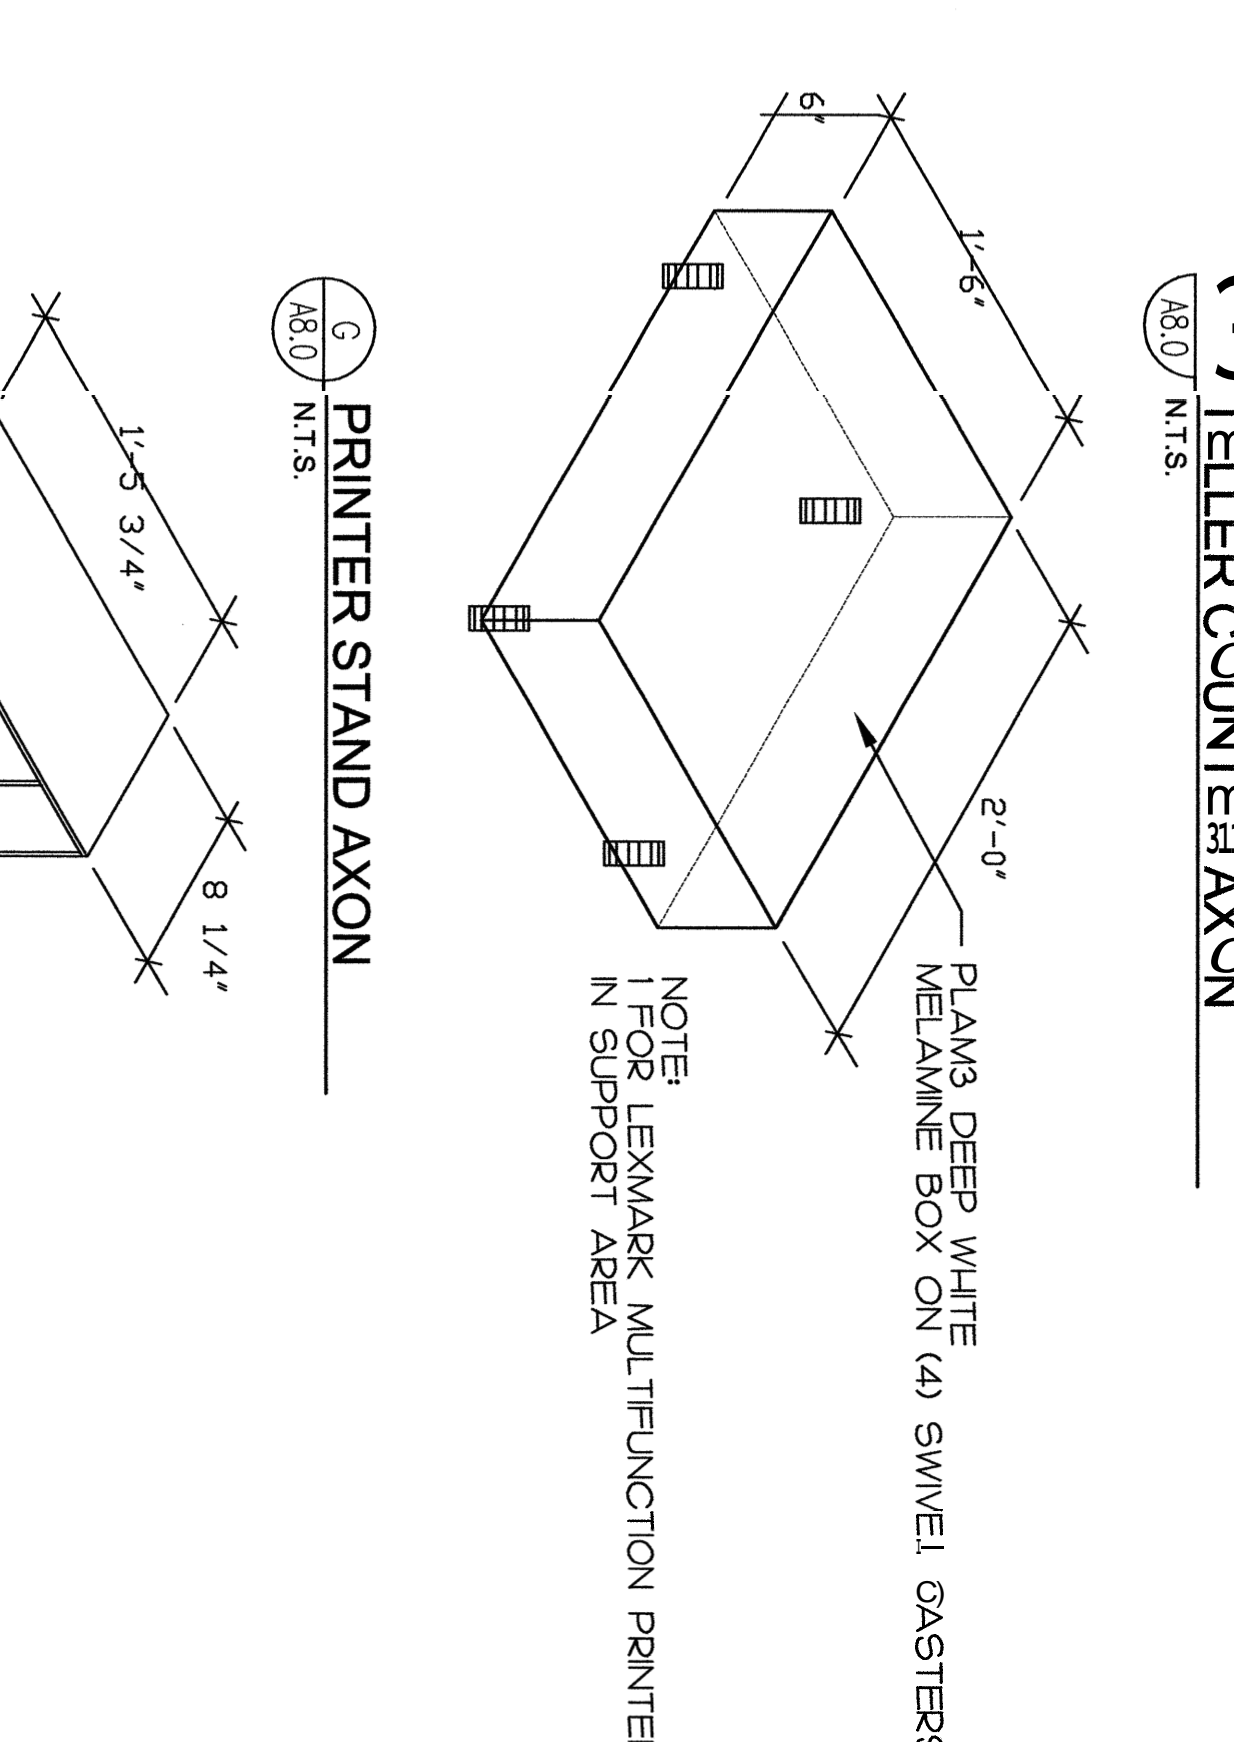 TELLER COUNTER AXON
A8.0
N.T.S.
6"
1'-6"
2'-0"
PLAM3 DEEP WHITE
MELAMINE BOX ON (4) SWIVEL CASTERS
NOTE:
1 FOR LEXMARK MULTIFUNCTION PRINTER
IN SUPPORT AREA
G
A8.0
PRINTER STAND AXON
N.T.S.
1'-5 3/4"
8 1/4"